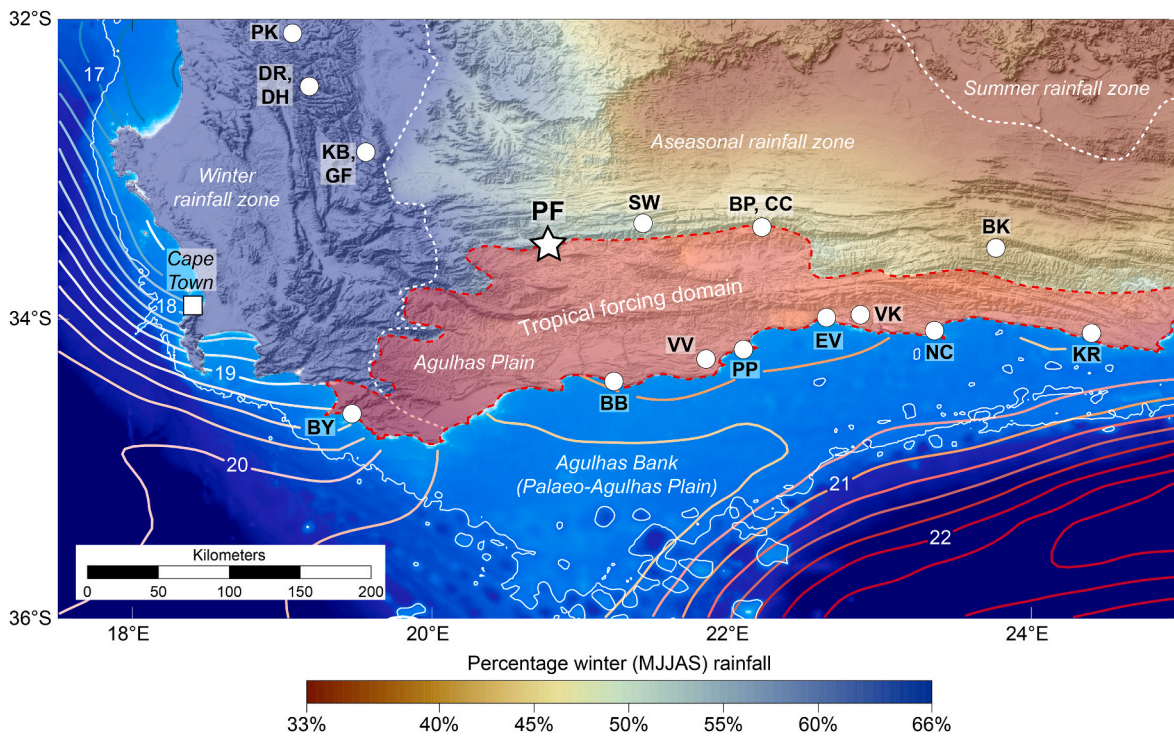 32°S
34°S
36°S
PK
DR,
DH
KB,
GF
Winter
rainfall zone
Summer rainfall zone
Aseasonal rainfall zone
PF
SW
BP, CC
BK
Cape
Town
17
18
19
20
21
22
Tropical forcing domain
Agulhas Plain
VV
PP
EV
VK
NC
KR
BB
BY
Agulhas Bank
(Palaeo-Agulhas Plain)
Kilometers
0 50 100 150 200
18°E 20°E 22°E 24°E
Percentage winter (MJJAS) rainfall
33% 40% 45% 50% 55% 60% 66%